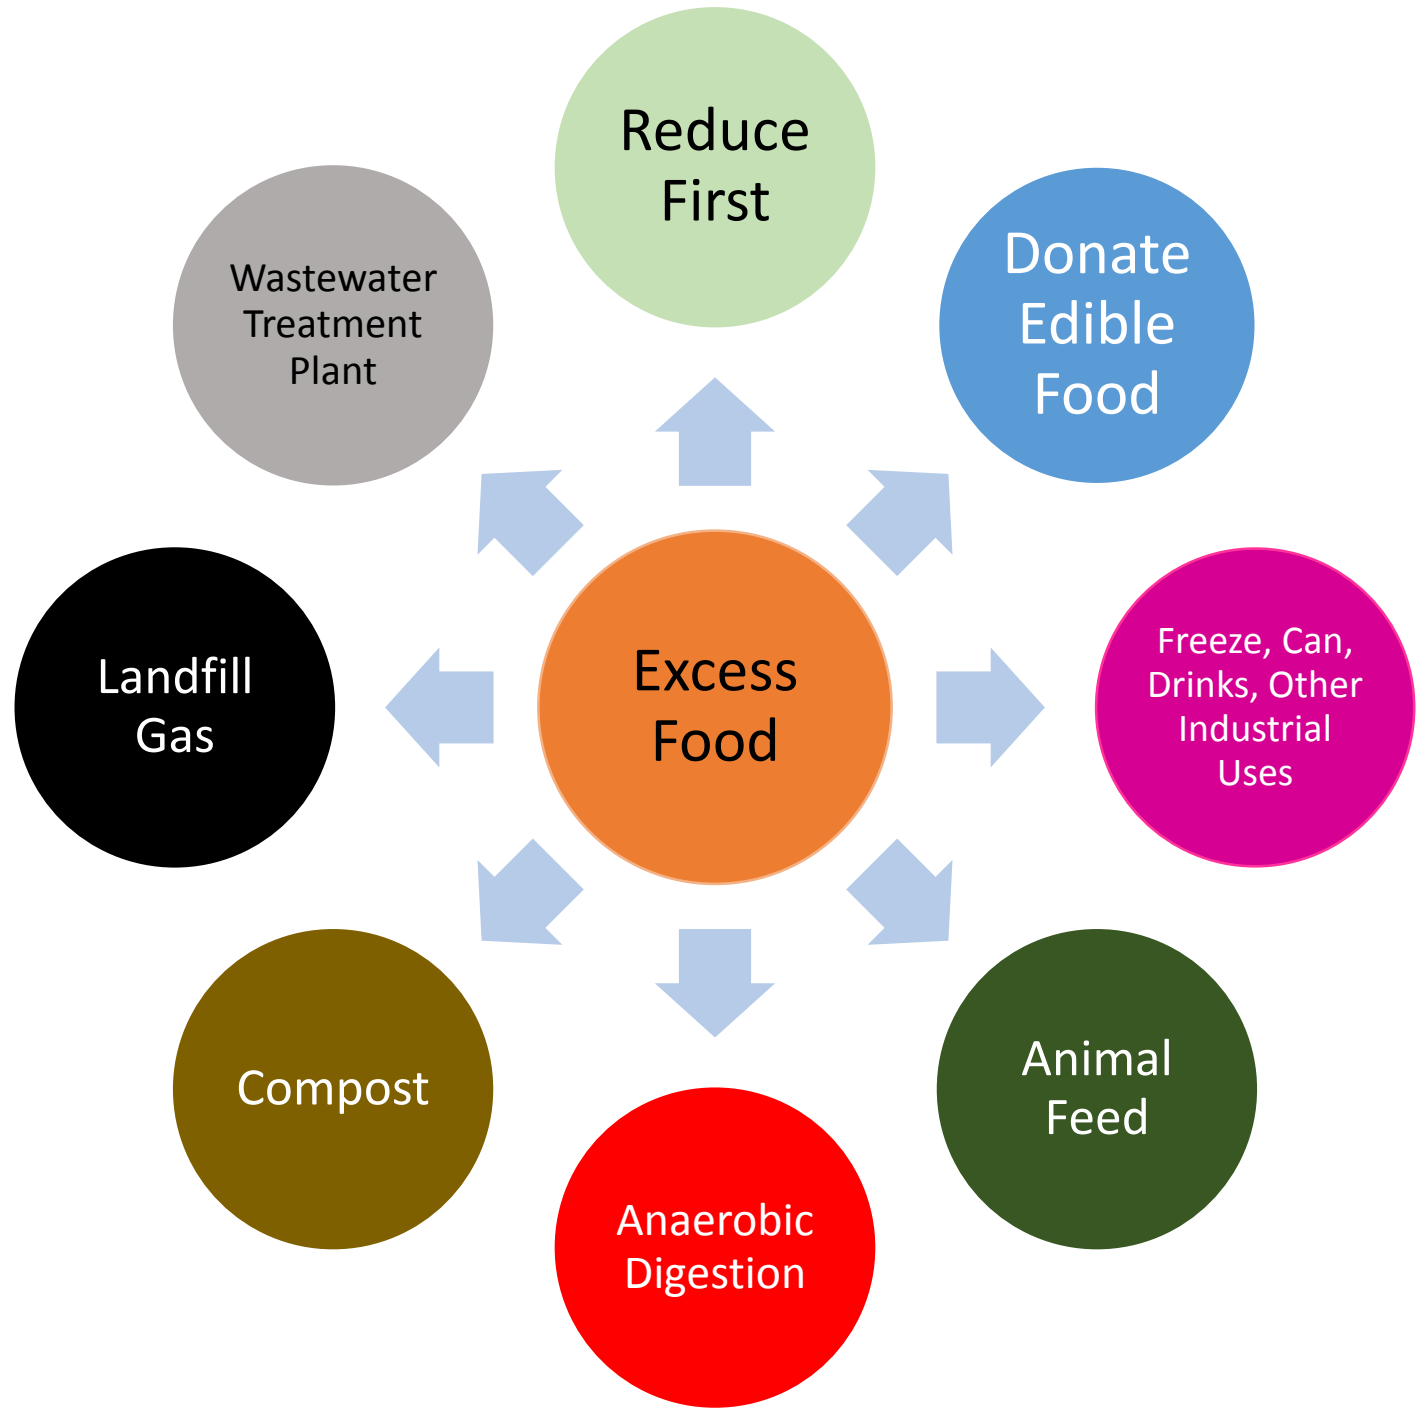 Reduce
First
Donate
Edible
Food
Freeze, Can,
Drinks, Other
Industrial
Uses
Animal
Feed
Anaerobic
Digestion
Compost
Landfill
Gas
Wastewater
Treatment
Plant
Excess
Food